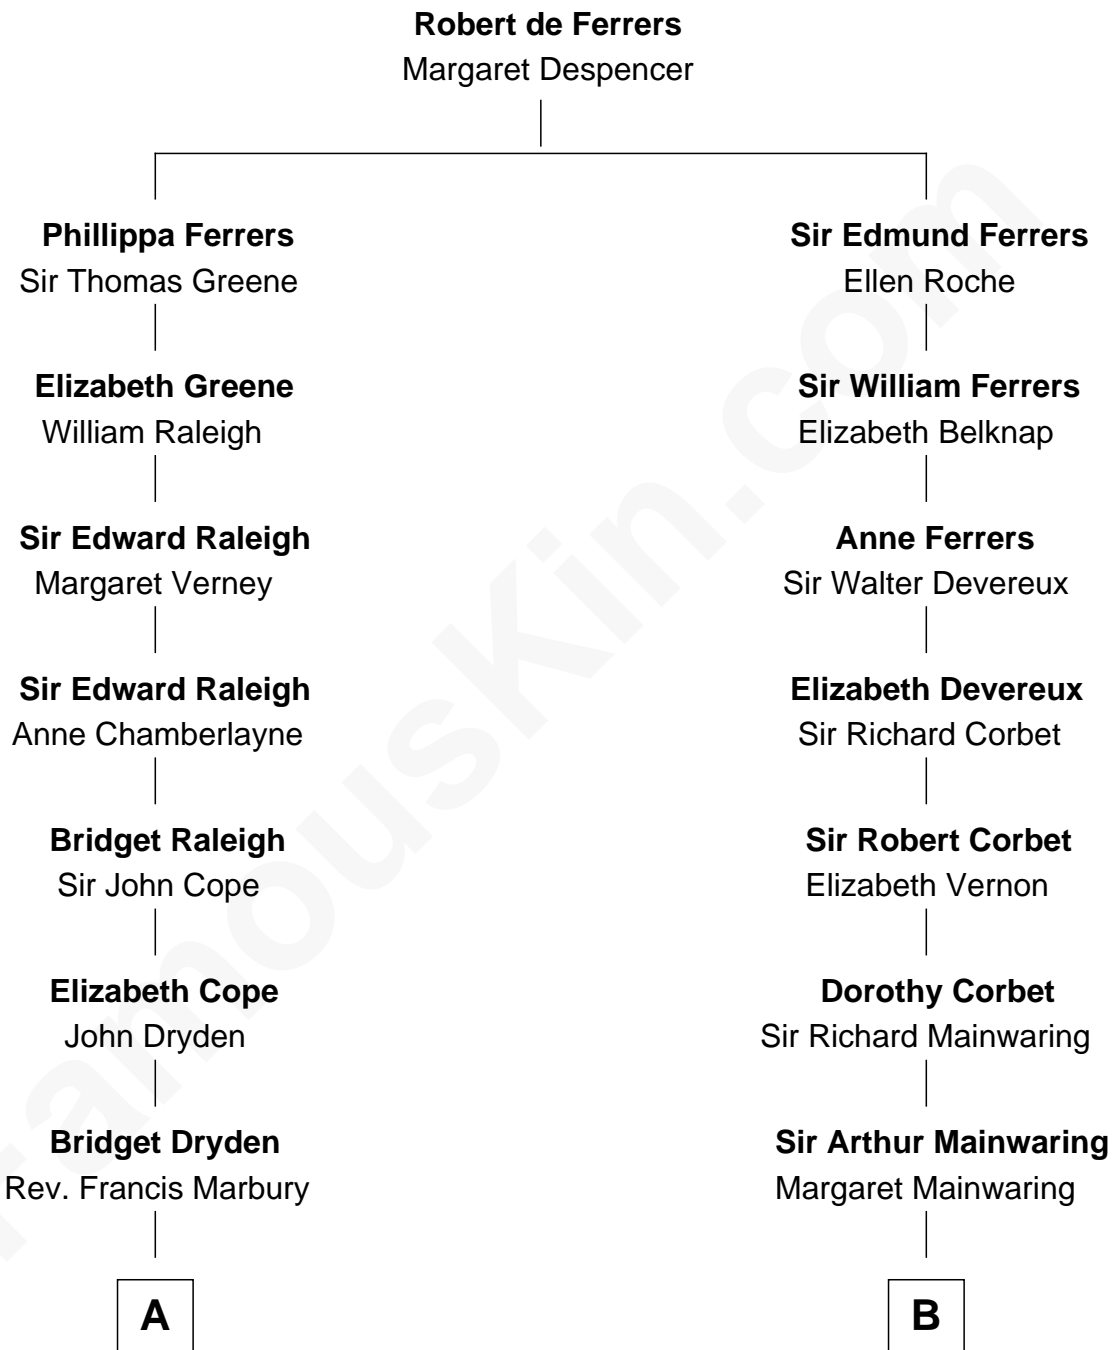 Robert de Ferrers
Margaret Despencer
Phillippa Ferrers
Sir Thomas Greene
Sir Edmund Ferrers
Ellen Roche
Elizabeth Greene
William Raleigh
Sir William Ferrers
Elizabeth Belknap
Sir Edward Raleigh
Margaret Verney
Anne Ferrers
Sir Walter Devereux
Sir Edward Raleigh
Anne Chamberlayne
Elizabeth Devereux
Sir Richard Corbet
Bridget Raleigh
Sir John Cope
Sir Robert Corbet
Elizabeth Vernon
Elizabeth Cope
John Dryden
Dorothy Corbet
Sir Richard Mainwaring
Bridget Dryden
Rev. Francis Marbury
Sir Arthur Mainwaring
Margaret Mainwaring
A
B
FamousKin.com